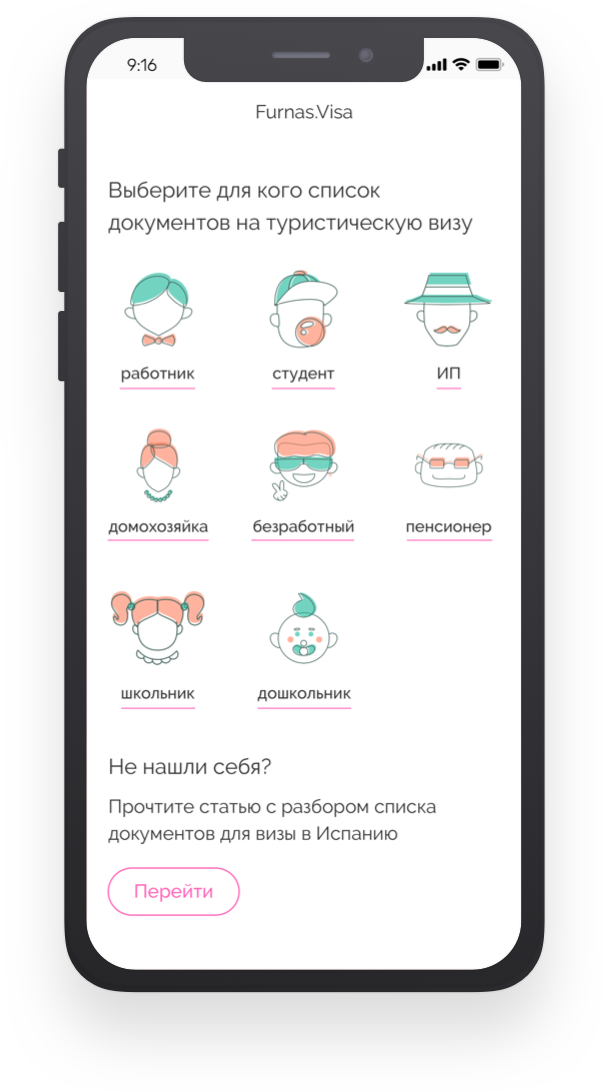 9:16
Furnas.Visa
Выберите для кого список
документов на туристическую визу
работник
студент
ИП
домохозяйка
безработный
пенсионер
школьник
дошкольник
Не нашли себя?
Прочтите статью с разбором списка
документов для визы в Испанию
Перейти